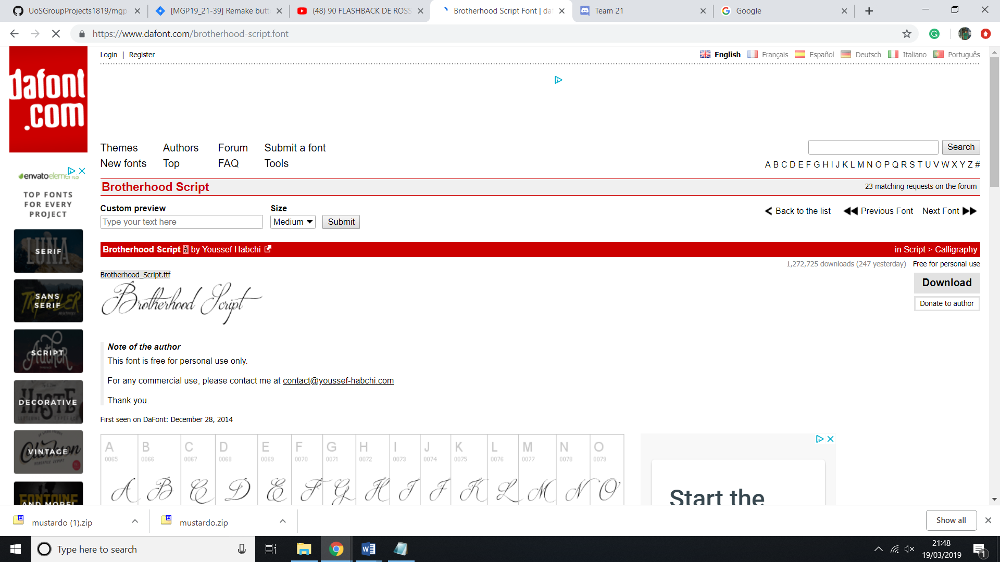 UoSGroupProjects1819/mgp
[MGP19_21-39] Remake butt
(48) 90 FLASHBACK DE ROSS
Brotherhood Script Font | da
Team 21
Google
https://www.dafont.com/brotherhood-script.font
dafont
.com
Login | Register
English Français Español Deutsch Italiano Português
Themes Authors Forum Submit a font
New fonts Top FAQ Tools
Search
A B C D E F G H I J K L M N O P Q R S T U V W X Y Z #
envatoelements
TOP FONTS
FOR EVERY
PROJECT
Brotherhood Script
23 matching requests on the forum
Custom preview
Size
Type your text here
Medium
Submit
Back to the list
Previous Font
Next Font
LUNA
SERIF
Brotherhood Script à by Youssef Habchi
in Script > Calligraphy
1,272,725 downloads (247 yesterday)
Free for personal use
Brotherhood_Script.ttf
Download
Donate to author
Brotherhood Script
SANS
SERIF
SCRIPT
Note of the author
This font is free for personal use only.
For any commercial use, please contact me at contact@youssef-habchi.com
Thank you.
First seen on DaFont: December 28, 2014
HASTE
DECORATIVE
VINTAGE
FONTOINE
AND MORE!
A B C D E F G H I J K L M N O
0065 0066 0067 0068 0069 0070 0071 0072 0073 0074 0075 0076 0077 0078 0079
A B C D E F G H I J K L M N O
Start the
mustardo (1).zip
mustardo.zip
Show all
Type here to search
21:48
19/03/2019
1